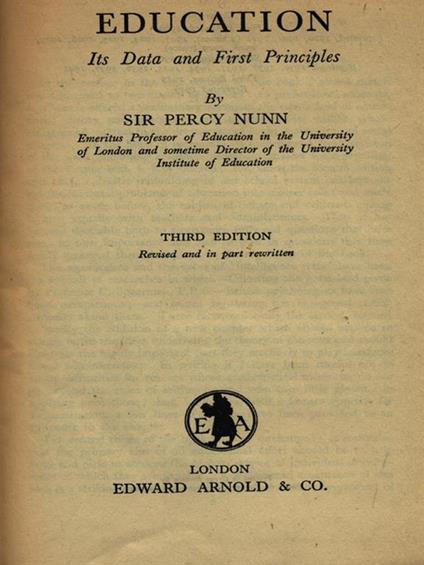 EDUCATION
Its Data and First Principles
By
SIR PERCY NUNN
Emeritus Professor of Education in the University
of London and sometime Director of the University
Institute of Education
THIRD EDITION
Revised and in part rewritten
E A
LONDON
EDWARD ARNOLD & CO.